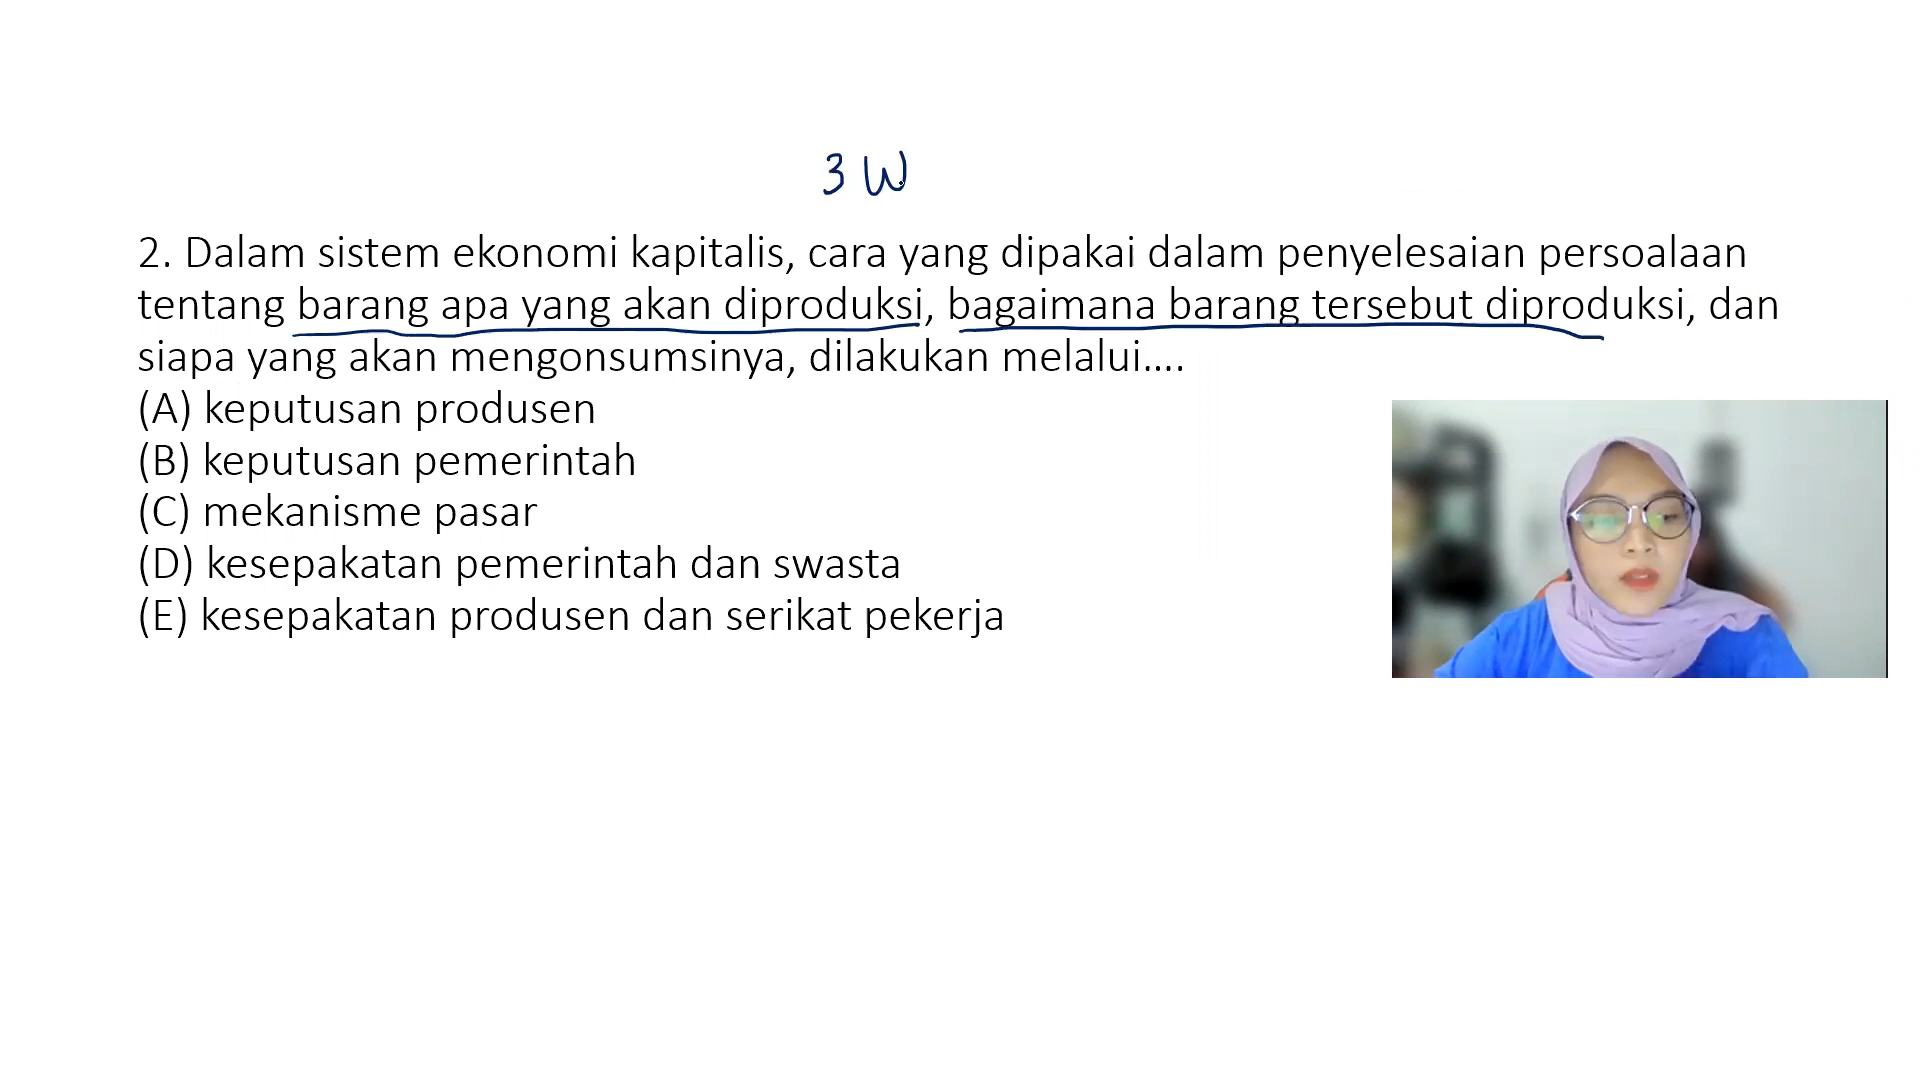 3 W
2. Dalam sistem ekonomi kapitalis, cara yang dipakai dalam penyelesaian persoalaan
tentang barang apa yang akan diproduksi, bagaimana barang tersebut diproduksi, dan
siapa yang akan mengonsumsinya, dilakukan melalui....
(A) keputusan produsen
(B) keputusan pemerintah
(C) mekanisme pasar
(D) kesepakatan pemerintah dan swasta
(E) kesepakatan produsen dan serikat pekerja